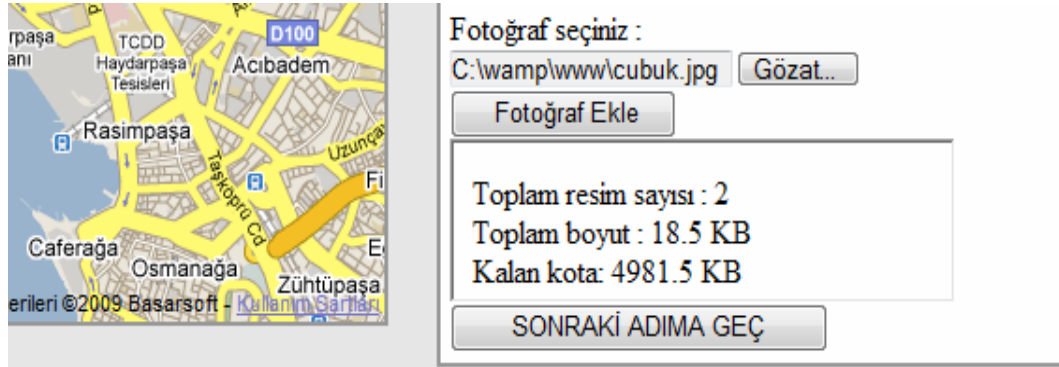 rpaşa
anı
TCDD
Haydarpaşa
Tesisleri
D100
Acıbadem
Rasimpaşa
Uzunçay
Taşköprü Cd
Fi
Caferağa
Osmanağa
E
Zühtüpaşa
erileri ©2009 Basarsoft - Kullanım Şartları
Fotoğraf seçiniz :
C:\wamp\www\cubuk.jpg Gözat...
Fotoğraf Ekle
Toplam resim sayısı : 2
Toplam boyut : 18.5 KB
Kalan kota: 4981.5 KB
SONRAKİ ADIMA GEÇ